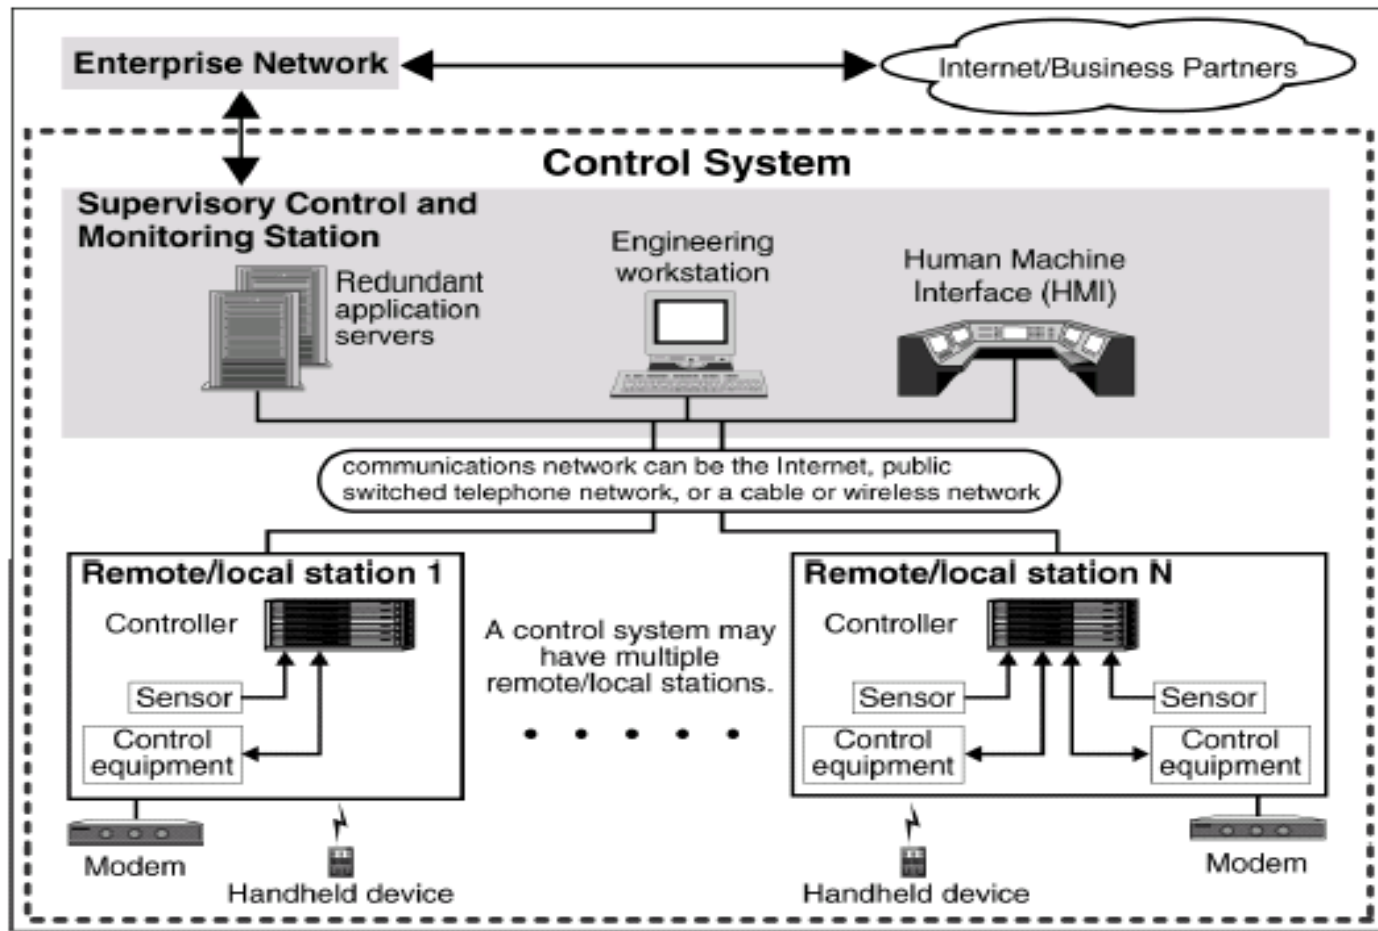 Enterprise Network
Internet/Business Partners
Control System
Supervisory Control and
Monitoring Station
Redundant
application
servers
Engineering
workstation
Human Machine
Interface (HMI)
communications network can be the Internet, public
switched telephone network, or a cable or wireless network
Remote/local station 1
Controller
Sensor
Control
equipment
Modem
Handheld device
A control system may
have multiple
remote/local stations.
Remote/local station N
Controller
Sensor
Sensor
Control
equipment
Control
equipment
Handheld device
Modem